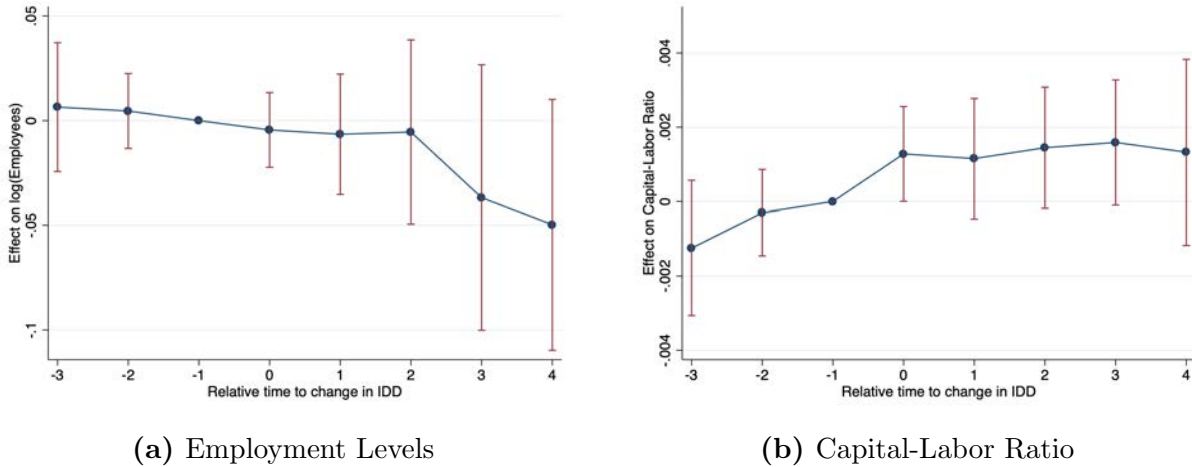 .05
0
-.05
-.1
Effect on log(Employees)
-3 -2 -1 0 1 2 3 4
Relative time to change in IDD
(a) Employment Levels
.004
.002
0
-.002
-.004
Effect on Capital-Labor Ratio
-3 -2 -1 0 1 2 3 4
Relative time to change in IDD
(b) Capital-Labor Ratio